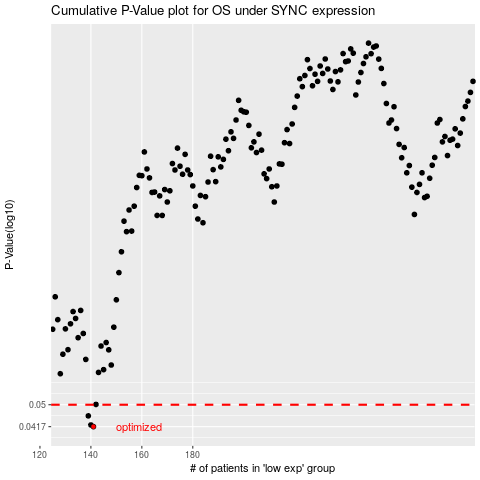 Cumulative P-Value plot for OS under SYNC expression
P-Value(log10)
0.05
0.0417
optimized
120 140 160 180
# of patients in 'low exp' group